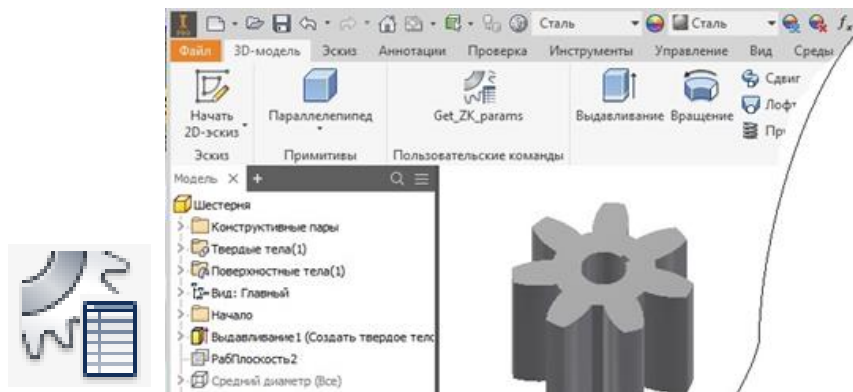 PRO Сталь Сталь fx
Файл 3D-модель Эскиз Аннотации Проверка Инструменты Управление Вид Среды
Начать 2D-эскиз Параллелепипед Get_ZK_params Выдавливание Вращение Сдвиг
Эскиз Примитивы Пользовательские команды
Модель
Шестерня
Конструктивные пары
Твердые тела(1)
Поверхностные тела(1)
Вид: Главный
Начало
Выдавливание1 (Создать твердое тело
РабПлоскость2
Средний диаметр (Все)